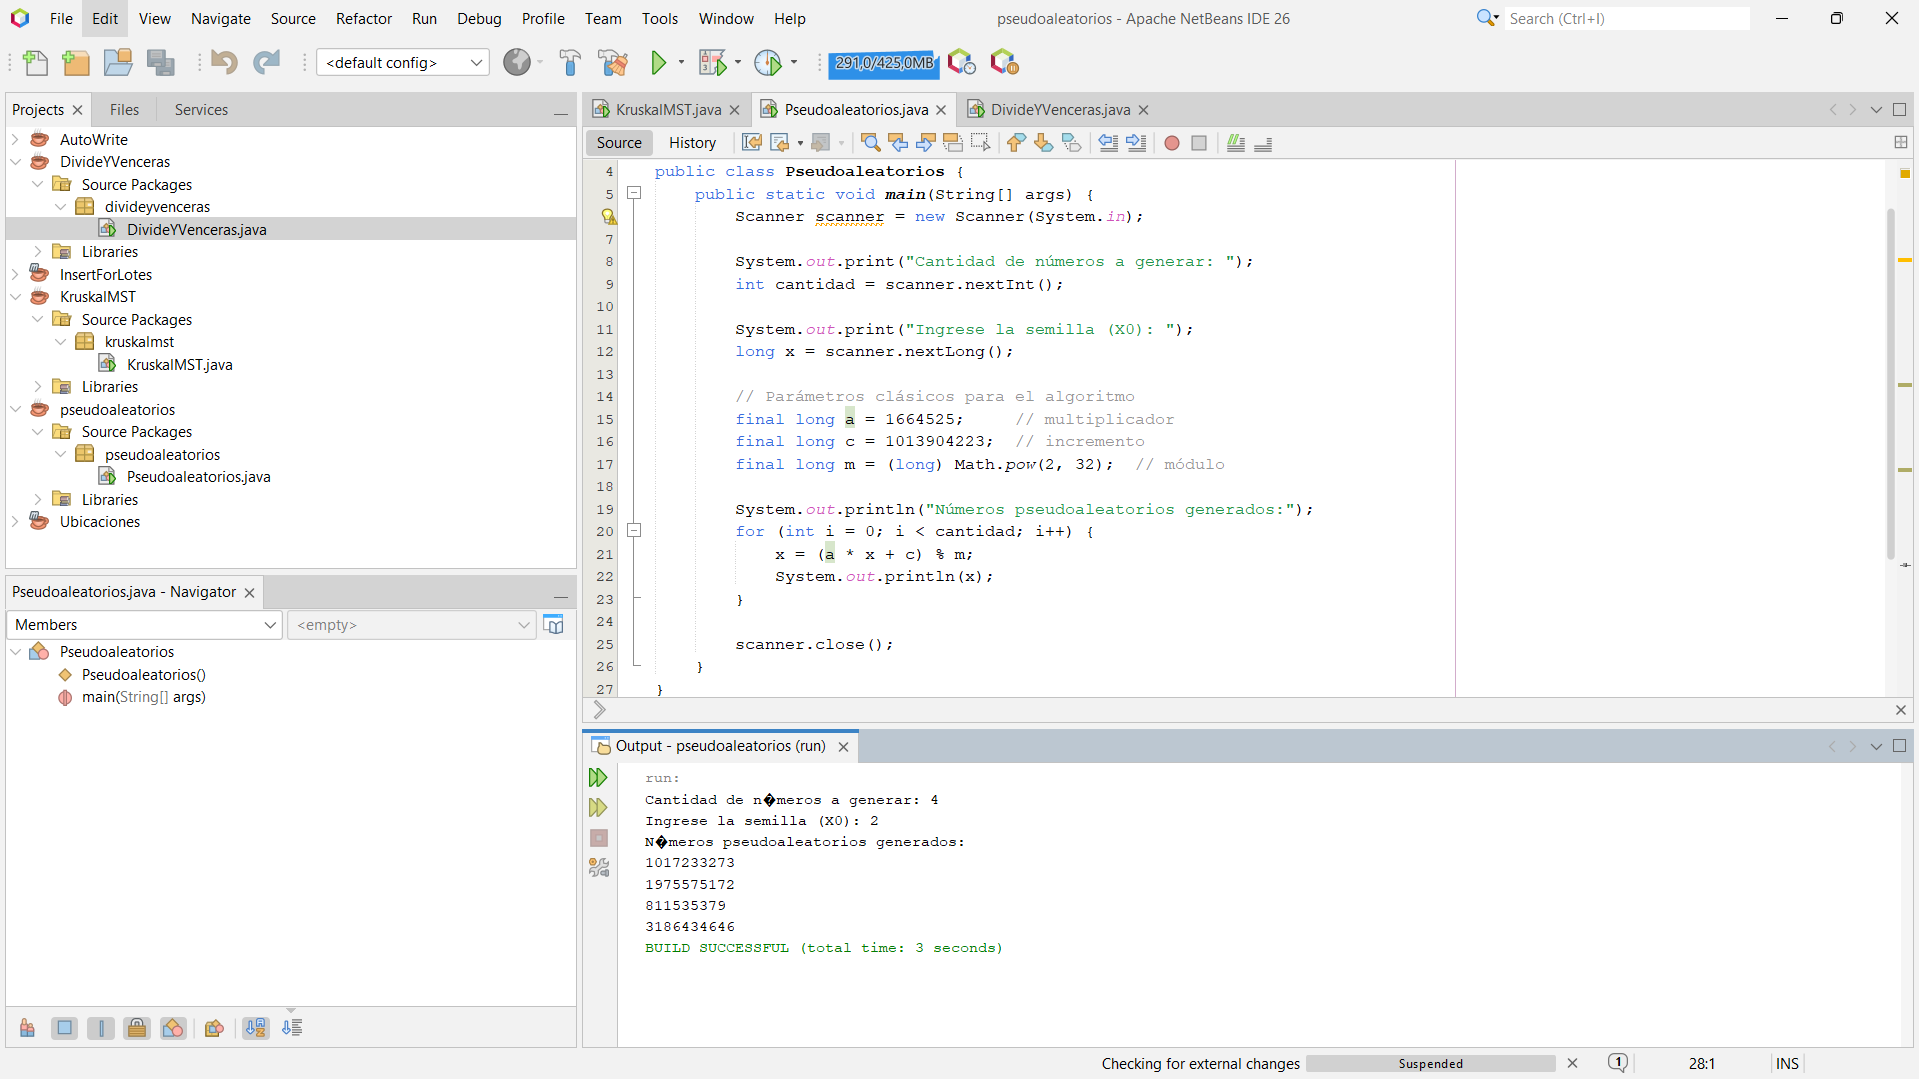 File Edit View Navigate Source Refactor Run Debug Profile Team Tools Window Help
pseudoaleatorios - Apache NetBeans IDE 26
Search (Ctrl+I)
<default config>
291,0/425,0MB
Projects Files Services
AutoWrite
DivideYVenceras
Source Packages
divideyvenceras
DivideYVenceras.java
Libraries
InsertForLotes
KruskalMST
Source Packages
kruskalmst
KruskalMST.java
Libraries
pseudoaleatorios
Source Packages
pseudoaleatorios
Pseudoaleatorios.java
Libraries
Ubicaciones
Pseudoaleatorios.java - Navigator
Members <empty>
Pseudoaleatorios
Pseudoaleatorios()
main(String[] args)
KruskalMST.java Pseudoaleatorios.java DivideYVenceras.java
Source History
4 public class Pseudoaleatorios {
5 public static void main(String[] args) {
Scanner scanner = new Scanner(System.in);
7
8 System.out.print("Cantidad de números a generar: ");
9 int cantidad = scanner.nextInt();
10
11 System.out.print("Ingrese la semilla (X0): ");
12 long x = scanner.nextLong();
13
14 // Parámetros clásicos para el algoritmo
15 final long a = 1664525; // multiplicador
16 final long c = 1013904223; // incremento
17 final long m = (long) Math.pow(2, 32); // módulo
18
19 System.out.println("Números pseudoaleatorios generados:");
20 for (int i = 0; i < cantidad; i++) {
21 x = (a * x + c) % m;
22 System.out.println(x);
23 }
24
25 scanner.close();
26 }
27 }
Output - pseudoaleatorios (run)
run:
Cantidad de n�meros a generar: 4
Ingrese la semilla (X0): 2
N�meros pseudoaleatorios generados:
1017233273
1975575172
811535379
3186434646
BUILD SUCCESSFUL (total time: 3 seconds)
Checking for external changes Suspended 1 28:1 INS